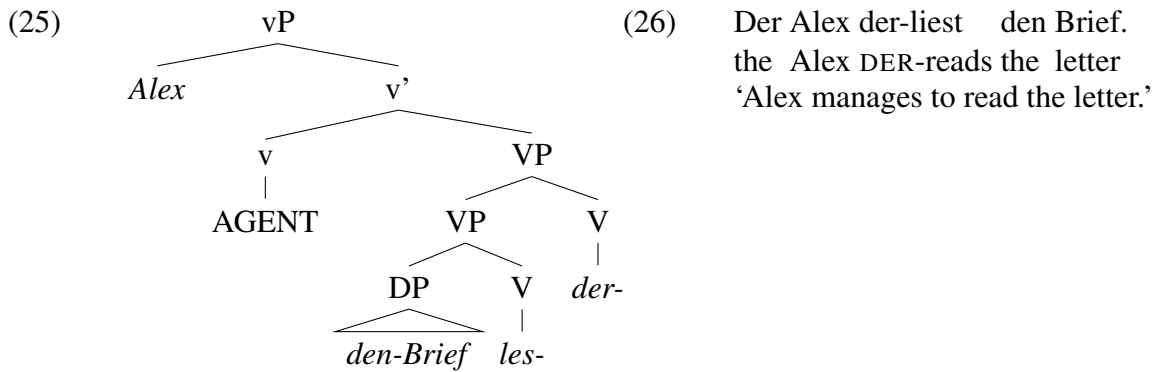 (25) vP (26) Der Alex der-liest den Brief.
the Alex DER-reads the letter
Alex v' ‘Alex manages to read the letter.’
v VP
AGENT VP V
DP V der-
den-Brief les-